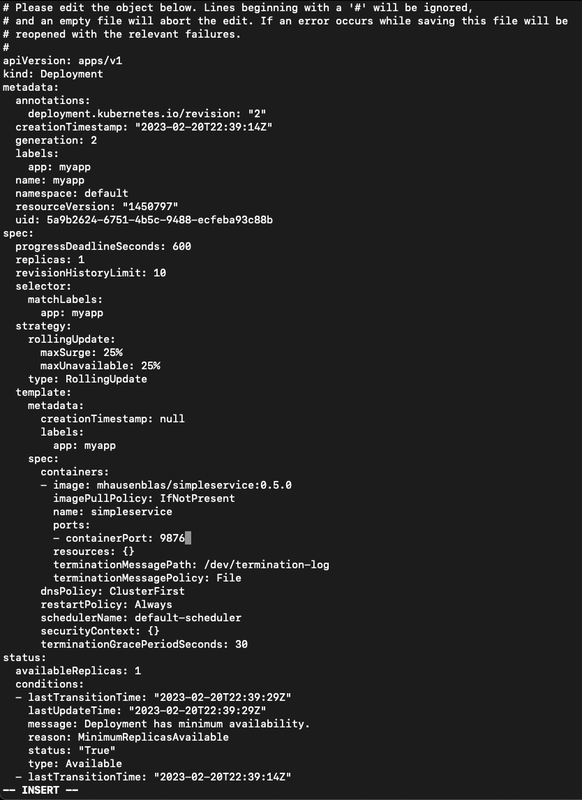 # Please edit the object below. Lines beginning with a '#' will be ignored,
# and an empty file will abort the edit. If an error occurs while saving this file will be
# reopened with the relevant failures.
#
apiVersion: apps/v1
kind: Deployment
metadata:
  annotations:
    deployment.kubernetes.io/revision: "2"
  creationTimestamp: "2023-02-20T22:39:14Z"
  generation: 2
  labels:
    app: myapp
  name: myapp
  namespace: default
  resourceVersion: "1450797"
  uid: 5a9b2624-6751-4b5c-9488-ecfeba93c88b
spec:
  progressDeadlineSeconds: 600
  replicas: 1
  revisionHistoryLimit: 10
  selector:
    matchLabels:
      app: myapp
  strategy:
    rollingUpdate:
      maxSurge: 25%
      maxUnavailable: 25%
    type: RollingUpdate
  template:
    metadata:
      creationTimestamp: null
      labels:
        app: myapp
    spec:
      containers:
      - image: mhausenblas/simpleservice:0.5.0
        imagePullPolicy: IfNotPresent
        name: simpleservice
        ports:
        - containerPort: 9876
        resources: {}
        terminationMessagePath: /dev/termination-log
        terminationMessagePolicy: File
      dnsPolicy: ClusterFirst
      restartPolicy: Always
      schedulerName: default-scheduler
      securityContext: {}
      terminationGracePeriodSeconds: 30
status:
  availableReplicas: 1
  conditions:
  - lastTransitionTime: "2023-02-20T22:39:29Z"
    lastUpdateTime: "2023-02-20T22:39:29Z"
    message: Deployment has minimum availability.
    reason: MinimumReplicasAvailable
    status: "True"
    type: Available
  - lastTransitionTime: "2023-02-20T22:39:14Z"
-- INSERT --